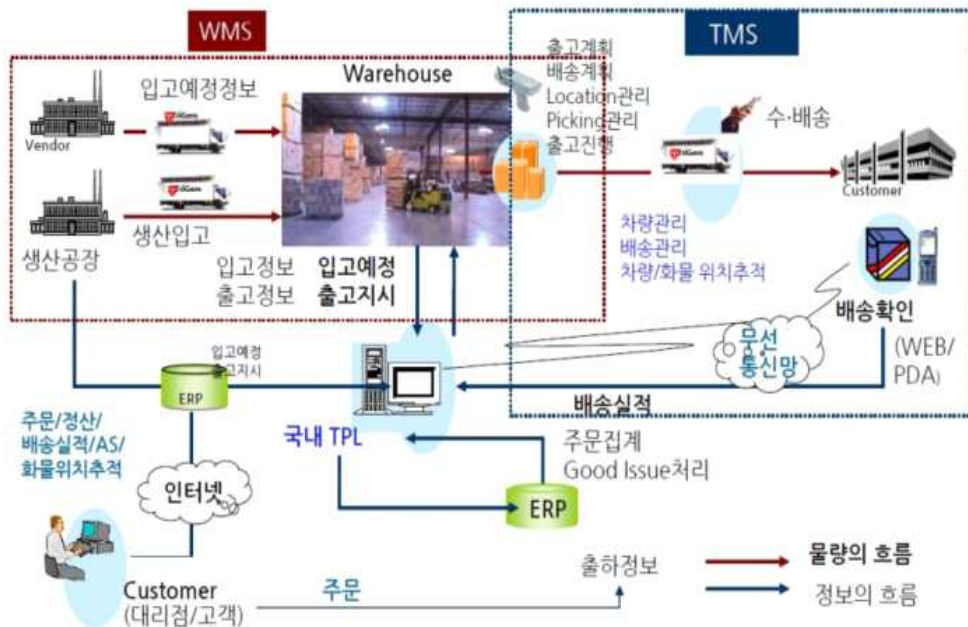 WMS
TMS
입고예정정보
Warehouse
출고계획
배송계획
Location관리
Picking관리
출고진행
수·배송
Vendor
Customer
생산공장
생산입고
입고정보
출고정보
입고예정
출고지시
차량관리
배송관리
차량/화물 위치추적
배송확인
(WEB/
PDA)
무선
통신망
배송실적
입고예정
출고지시
ERP
주문/정산/
배송실적/AS/
화물위치추적
국내 TPL
주문집계
Good Issue처리
ERP
인터넷
Customer
(대리점/고객)
주문
출하정보
물량의 흐름
정보의 흐름